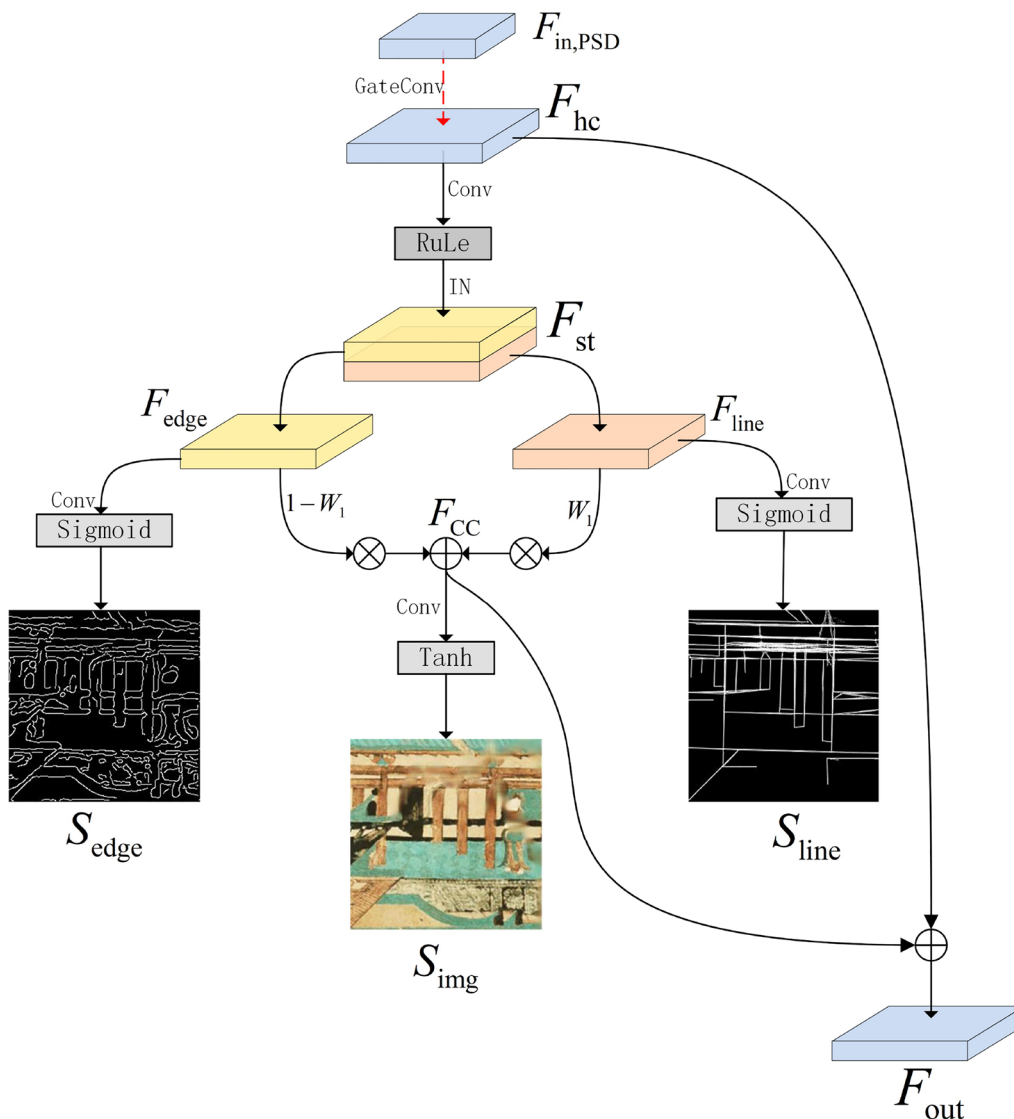 F_in,PSD
GateConv
F_hc
Conv
RuLe
IN
F_st
F_edge
F_line
Conv
Sigmoid
1-W_1
F_CC
W_1
Conv
Sigmoid
Conv
Tanh
S_edge
S_line
S_img
F_out